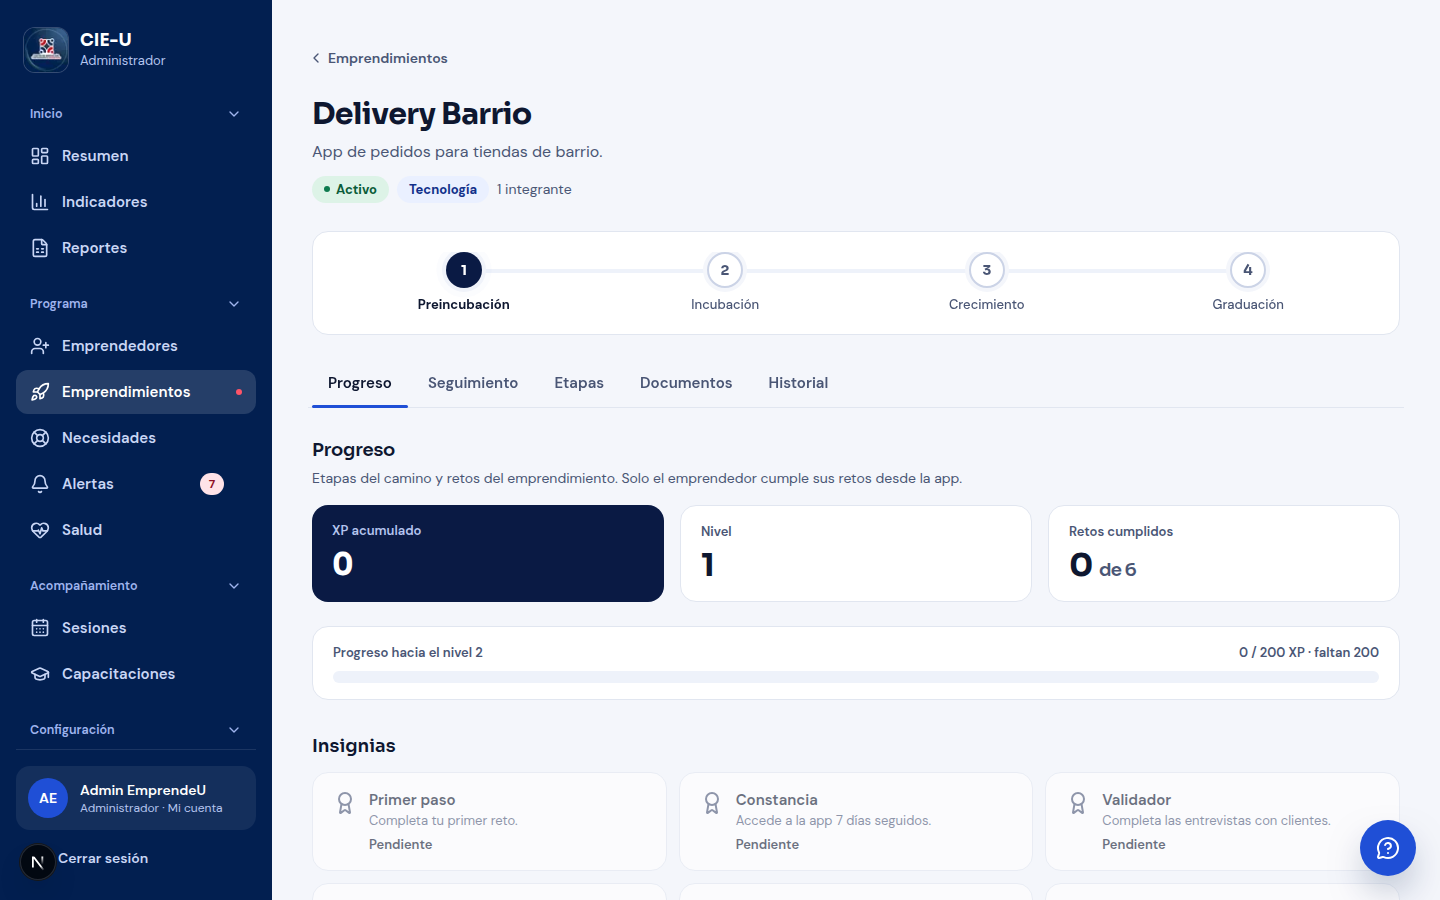 CIE-U
Administrador
Inicio
Resumen
Indicadores
Reportes
Programa
Emprendedores
Emprendimientos
Necesidades
Alertas 7
Salud
Acompañamiento
Sesiones
Capacitaciones
Configuración
AE
Admin EmprendeU
Administrador · Mi cuenta
N
Cerrar sesión
Emprendimientos
Delivery Barrio
App de pedidos para tiendas de barrio.
Activo Tecnología 1 integrante
1 2 3 4
Preincubación Incubación Crecimiento Graduación
Progreso Seguimiento Etapas Documentos Historial
Progreso
Etapas del camino y retos del emprendimiento. Solo el emprendedor cumple sus retos desde la app.
XP acumulado
0
Nivel
1
Retos cumplidos
0 de 6
Progreso hacia el nivel 2 0 / 200 XP · faltan 200
Insignias
Primer paso
Completa tu primer reto.
Pendiente
Constancia
Accede a la app 7 días seguidos.
Pendiente
Validador
Completa las entrevistas con clientes.
Pendiente